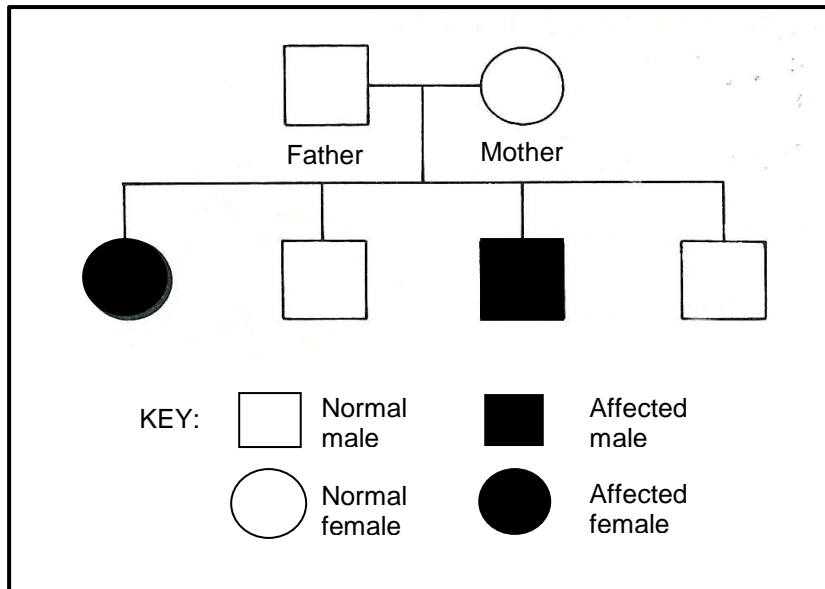 Father
Mother
KEY:
Normal
male
Affected
male
Normal
female
Affected
female